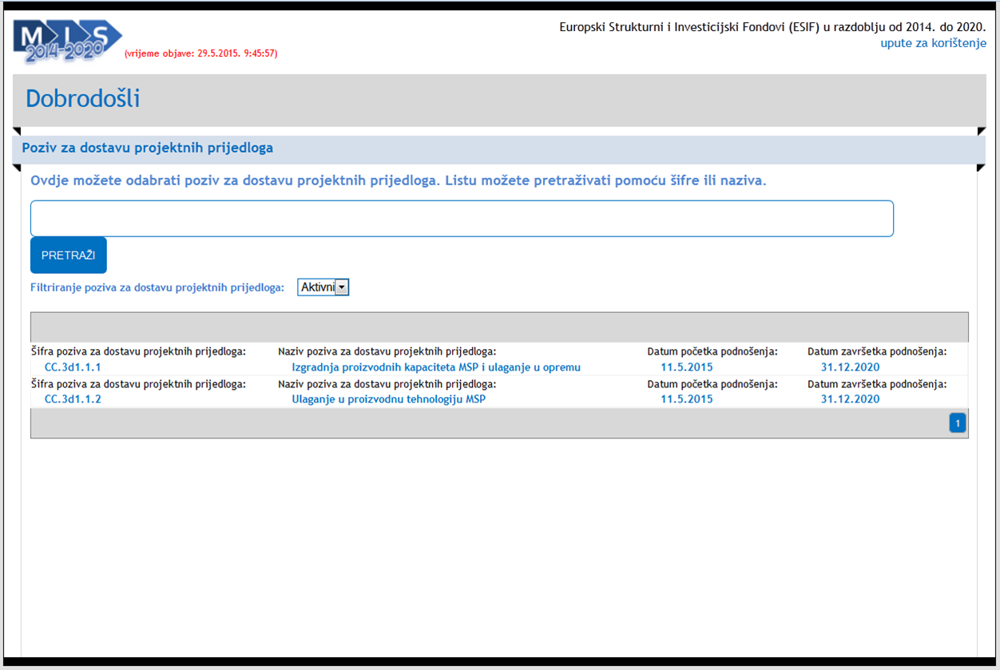 MIS
2014-2020
(vrijeme objave: 29.5.2015. 9:45:57)
Europski Strukturni i Investicijski Fondovi (ESIF) u razdoblju od 2014. do 2020.
upute za korištenje
Dobrodošli
Poziv za dostavu projektnih prijedloga
Ovdje možete odabrati poziv za dostavu projektnih prijedloga. Listu možete pretraživati pomoću šifre ili naziva.
PRETRAŽI
Filtriranje poziva za dostavu projektnih prijedloga: Aktivni
Šifra poziva za dostavu projektnih prijedloga: Naziv poziva za dostavu projektnih prijedloga: Datum početka podnošenja: Datum završetka podnošenja:
CC.3d1.1.1 Izgradnja proizvodnih kapaciteta MSP i ulaganje u opremu 11.5.2015 31.12.2020
Šifra poziva za dostavu projektnih prijedloga: Naziv poziva za dostavu projektnih prijedloga: Datum početka podnošenja: Datum završetka podnošenja:
CC.3d1.1.2 Ulaganje u proizvodnu tehnologiju MSP 11.5.2015 31.12.2020
1